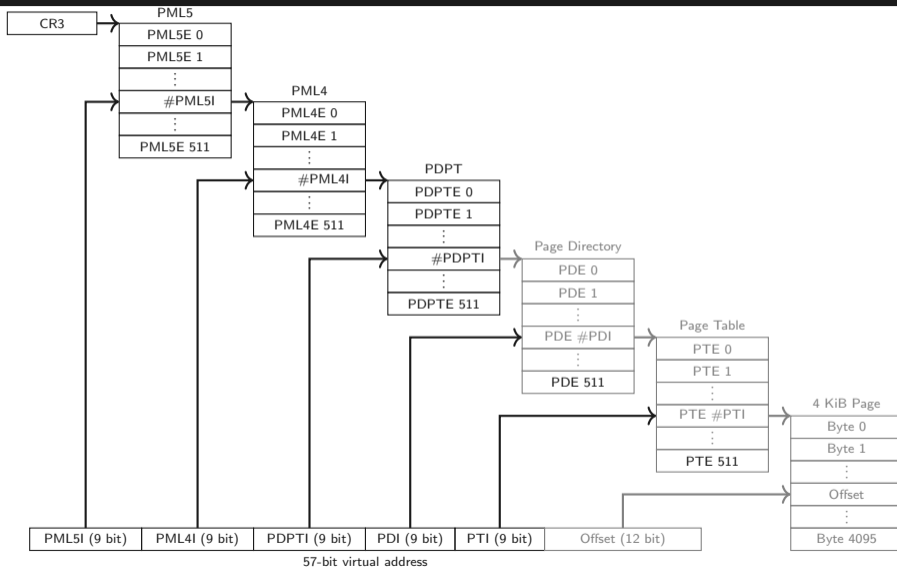 CR3
PML5
PML5E 0
PML5E 1
⋮
#PML5I
⋮
PML5E 511
PML4
PML4E 0
PML4E 1
⋮
#PML4I
⋮
PML4E 511
PDPT
PDPTE 0
PDPTE 1
⋮
#PDPTI
⋮
PDPTE 511
Page Directory
PDE 0
PDE 1
⋮
PDE #PDI
⋮
PDE 511
Page Table
PTE 0
PTE 1
⋮
PTE #PTI
⋮
PTE 511
4 KiB Page
Byte 0
Byte 1
⋮
Offset
⋮
Byte 4095
PML5I (9 bit) PML4I (9 bit) PDPTI (9 bit) PDI (9 bit) PTI (9 bit) Offset (12 bit)
57-bit virtual address